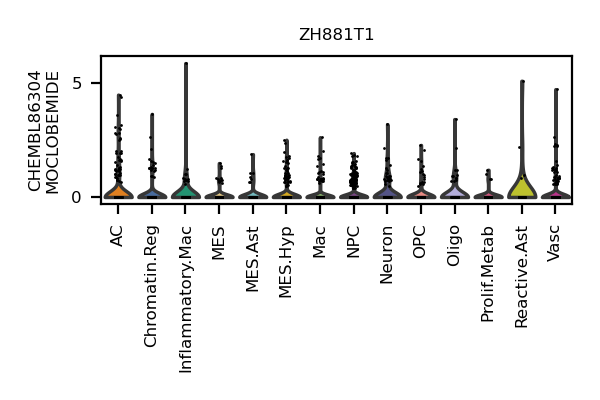 ZH881T1
CHEMBL86304
MOCLOBEMIDE
5
0
AC
Chromatin.Reg
Inflammatory.Mac
MES
MES.Ast
MES.Hyp
Mac
NPC
Neuron
OPC
Oligo
Prolif.Metab
Reactive.Ast
Vasc